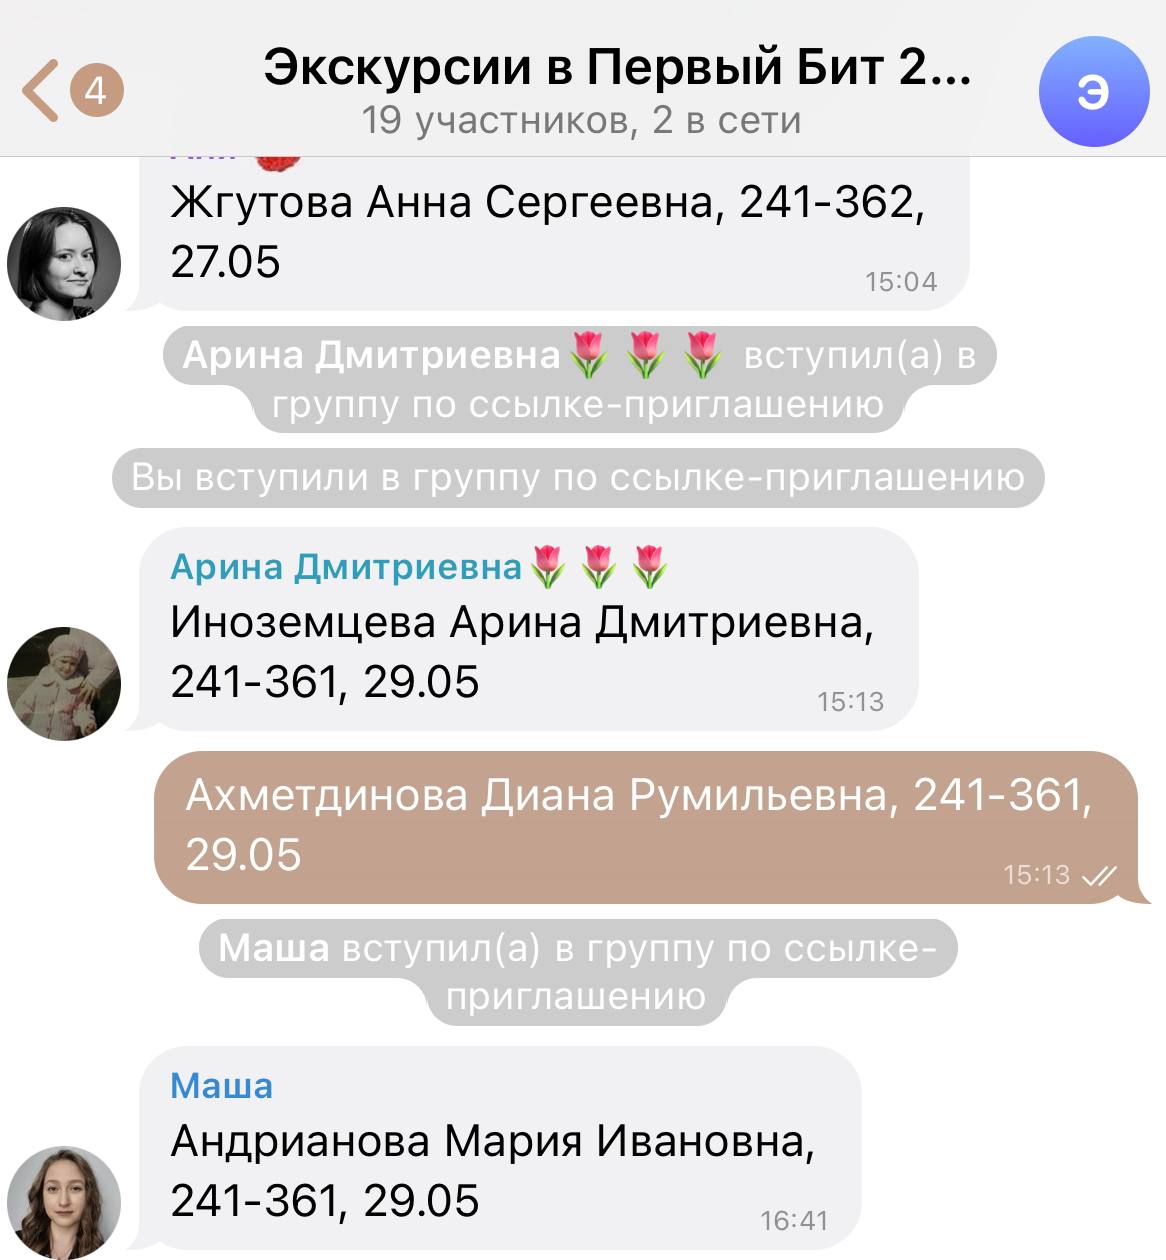 4
Экскурсии в Первый Бит 2...
19 участников, 2 в сети
Э
Жгутова Анна Сергеевна, 241-362,
27.05
15:04
Арина Дмитриевна🌷🌷🌷 вступил(а) в
группу по ссылке-приглашению
Вы вступили в группу по ссылке-приглашению
Арина Дмитриевна🌷🌷🌷
Иноземцева Арина Дмитриевна,
241-361, 29.05
15:13
Ахметдинова Диана Румильевна, 241-361,
29.05
15:13
Маша вступил(а) в группу по ссылке-
приглашению
Маша
Андрианова Мария Ивановна,
241-361, 29.05
16:41